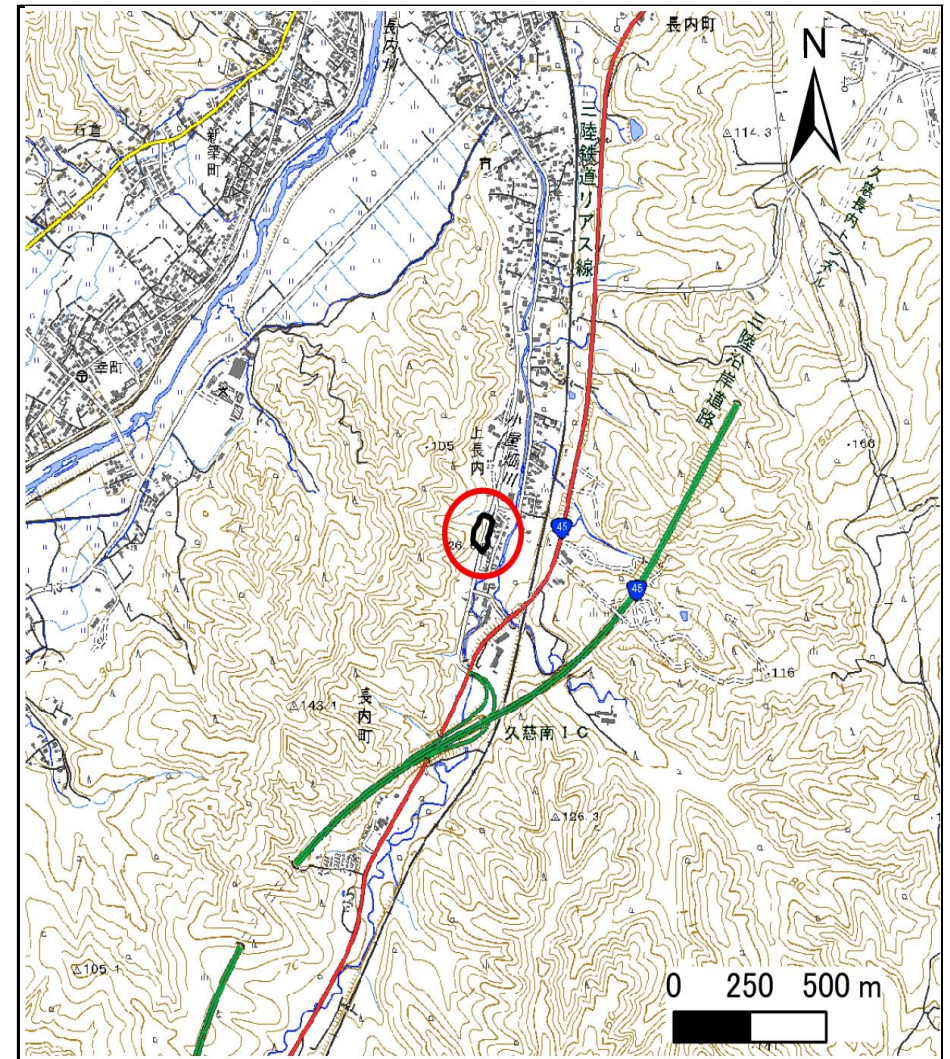 長内町
長内川
N
三陸鉄道リアス線
石倉
新築町
114.3
久慈長内トンネル
三陸沿岸道路
幸町
小屋畑川
上長内
105
150
166
45
26.
45
116
長内町
143.1
久慈南IC
126.3
105.1
0 250 500 m